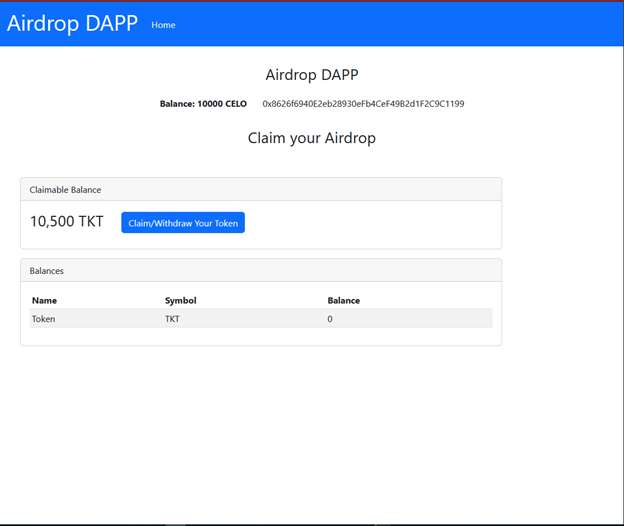 Airdrop DAPP Home
Airdrop DAPP
Balance: 10000 CELO 0x8626f6940E2eb28930eFb4CeF49B2d1F2C9C1199
Claim your Airdrop
Claimable Balance
10,500 TKT Claim/Withdraw Your Token
Balances
Name Symbol Balance
Token TKT 0